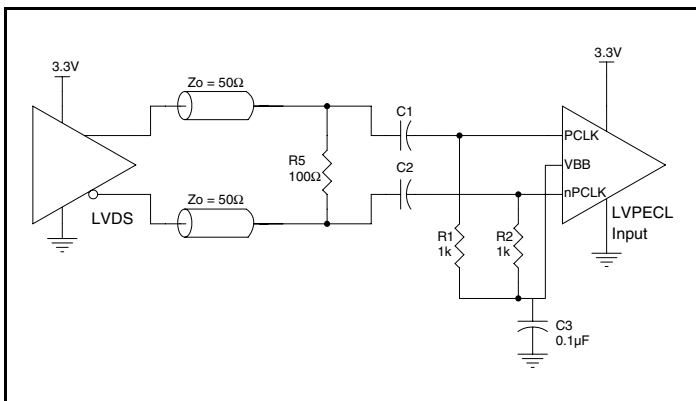 3.3V
Zo = 50Ω
R5
100Ω
Zo = 50Ω
LVDS
C1
C2
R1
1k
R2
1k
C3
0.1µF
3.3V
PCLK
VBB
nPCLK
LVPECL
Input